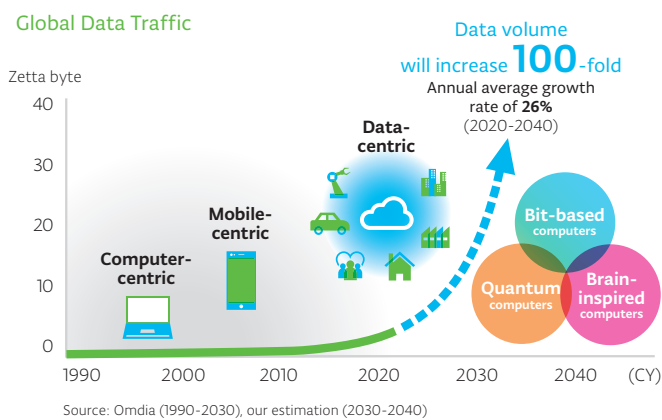 Global Data Traffic
Data volume
will increase 100-fold
Annual average growth
rate of 26%
(2020-2040)
Zetta byte
40
30
20
10
0
Computer-
centric
Mobile-
centric
Data-
centric
Bit-based
computers
Quantum
computers
Brain-
inspired
computers
1990 2000 2010 2020 2030 2040 (CY)
Source: Omdia (1990-2030), our estimation (2030-2040)